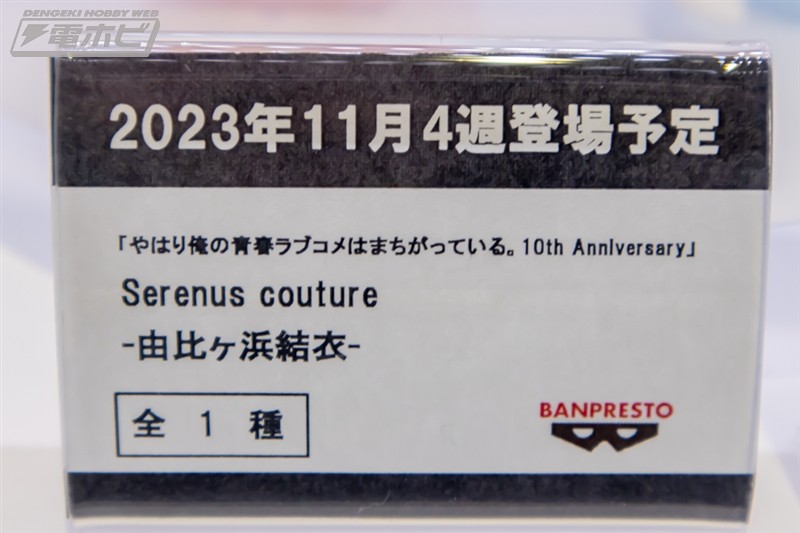 DENGEKI HOBBY WEB
電ホビ
2023年11月4週登場予定
「やはり俺の青春ラブコメはまちがっている。10th Anniversary」
Serenus couture
-由比ヶ浜結衣-
全 1 種
BANPRESTO